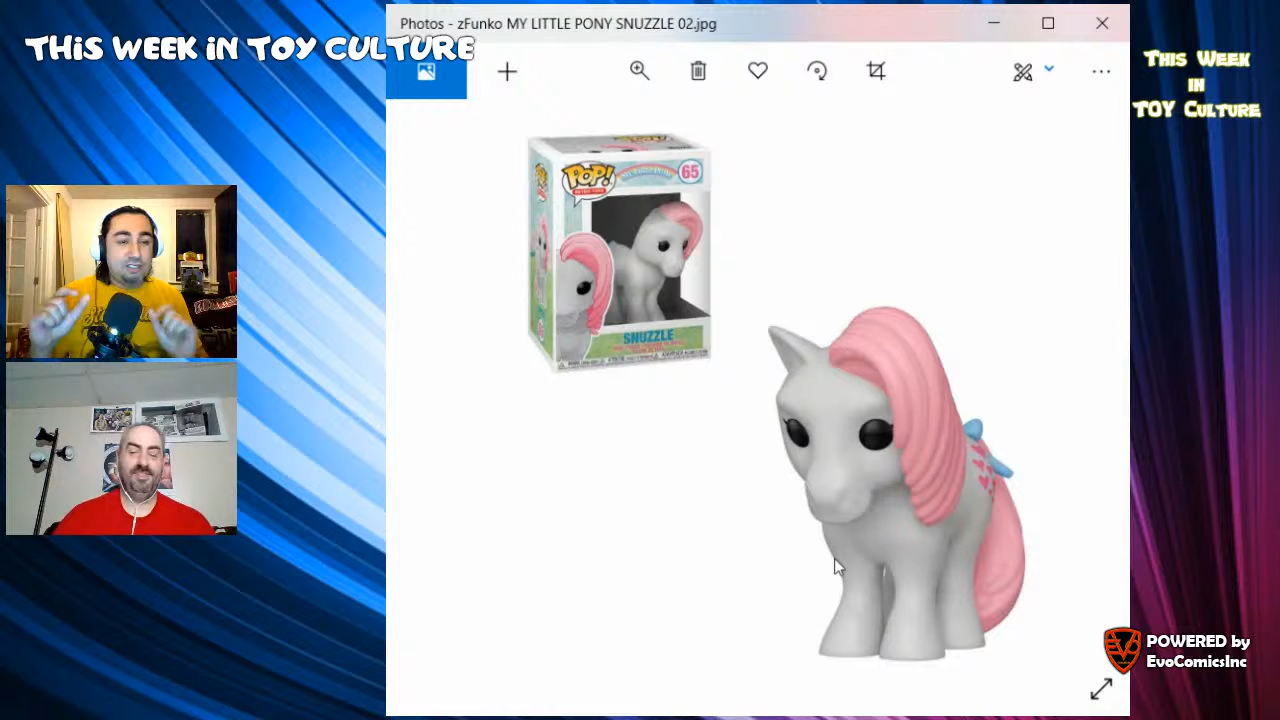 THiS WEEK iN TOY CULTURE
Photos - zFunko MY LITTLE PONY SNUZZLE 02.jpg
This Week
in
TOY Culture
POP!
65
SNUZZLE
EVO
POWERED by
EvoComicsInc